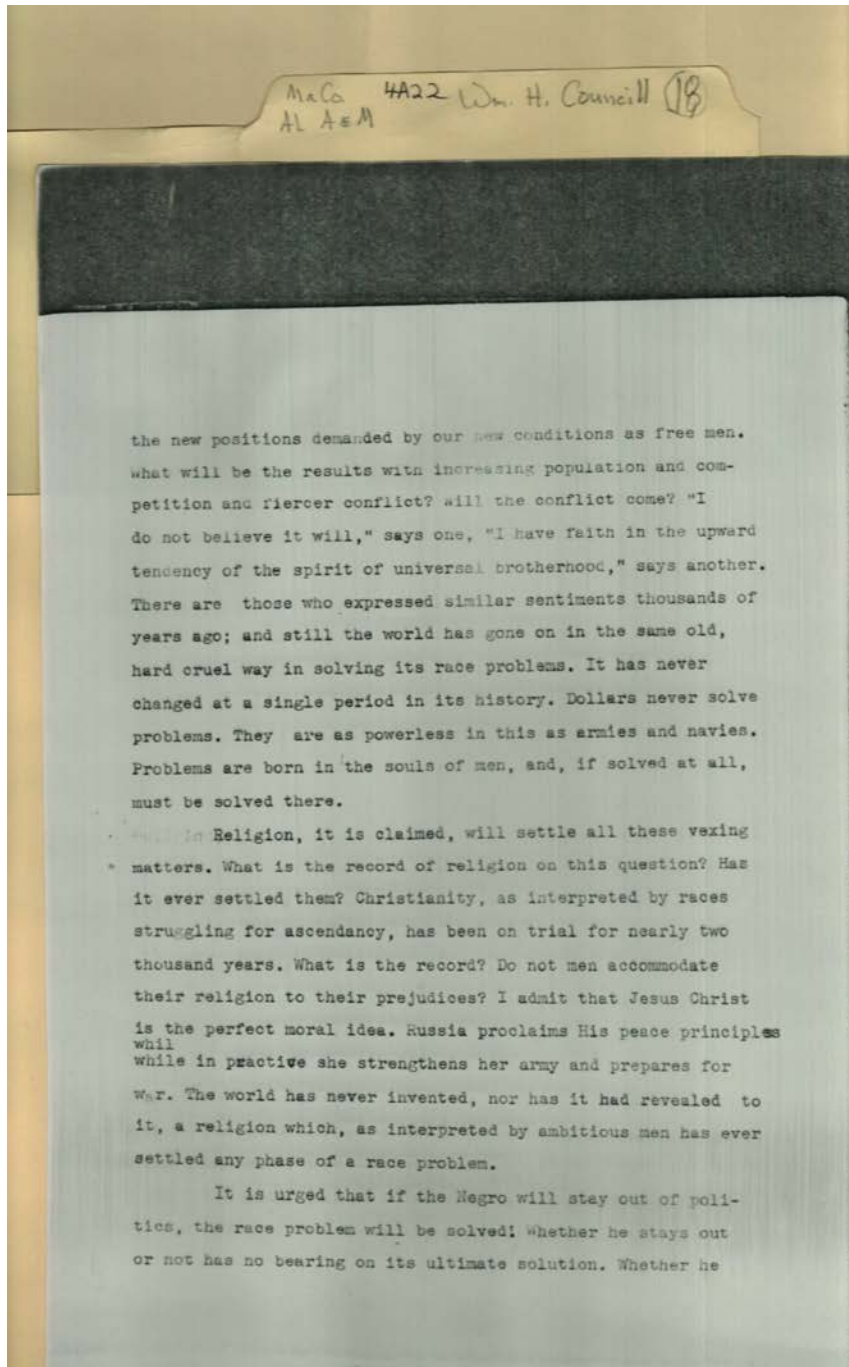 MaCo 4A22 Wm. H. Councill 18
AL A&M
the new positions demanded by our new conditions as free men.
what will be the results with increasing population and com-
petition and fiercer conflict? Will the conflict come? "I
do not believe it will," says one, "I have faith in the upward
tendency of the spirit of universal brotherhood," says another.
There are those who expressed similar sentiments thousands of
years ago; and still the world has gone on in the same old,
hard cruel way in solving its race problems. It has never
changed at a single period in its history. Dollars never solve
problems. They are as powerless in this as armies and navies.
Problems are born in the souls of men, and, if solved at all,
must be solved there.
Religion, it is claimed, will settle all these vexing
matters. What is the record of religion on this question? Has
it ever settled them? Christianity, as interpreted by races
struggling for ascendancy, has been on trial for nearly two
thousand years. What is the record? Do not men accommodate
their religion to their prejudices? I admit that Jesus Christ
is the perfect moral idea. Russia proclaims His peace principles
whil
while in practive she strengthens her army and prepares for
War. The world has never invented, nor has it had revealed to
it, a religion which, as interpreted by ambitious men has ever
settled any phase of a race problem.
It is urged that if the Negro will stay out of poli-
tics, the race problem will be solved! Whether he stays out
or not has no bearing on its ultimate solution. Whether he